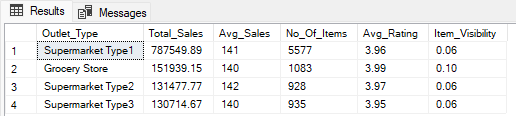 Results Messages
Outlet_Type Total_Sales Avg_Sales No_Of_Items Avg_Rating Item_Visibility
1 Supermarket Type1 787549.89 141 5577 3.96 0.06
2 Grocery Store 151939.15 140 1083 3.99 0.10
3 Supermarket Type2 131477.77 142 928 3.97 0.06
4 Supermarket Type3 130714.67 140 935 3.95 0.06